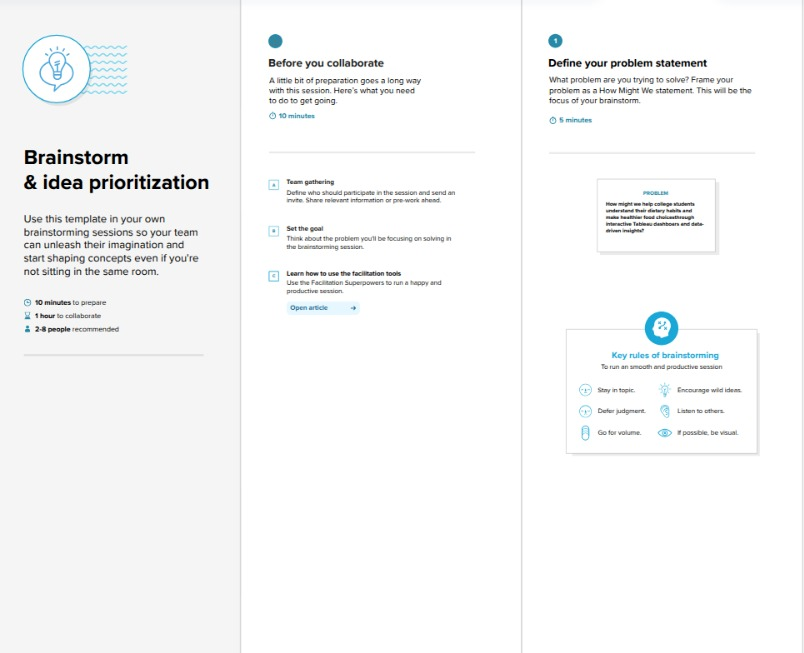 Brainstorm
& idea prioritization
Use this template in your own
brainstorming sessions so your team
can unleash their imagination and
start shaping concepts even if you're
not sitting in the same room.
10 minutes to prepare
1 hour to collaborate
2-8 people recommended
Before you collaborate
A little bit of preparation goes a long way
with this session. Here's what you need
to do to get going.
10 minutes
A
Team gathering
Define who should participate in the session and send an
invite. Share relevant information or pre-work ahead.
B
Set the goal
Think about the problem you'll be focusing on solving in
the brainstorming session.
C
Learn how to use the facilitation tools
Use the Facilitation Superpowers to run a happy and
productive session.
Open article
1
Define your problem statement
What problem are you trying to solve? Frame your
problem as a How Might We statement. This will be the
focus of your brainstorm.
5 minutes
PROBLEM
How might we help college students
understand their dietary habits and
make healthier food choicesthrough
interactive Tableau dashboars and data-
driven insights?
Key rules of brainstorming
To run an smooth and productive session
Stay in topic.
Encourage wild ideas.
Defer judgment.
Listen to others.
Go for volume.
If possible, be visual.